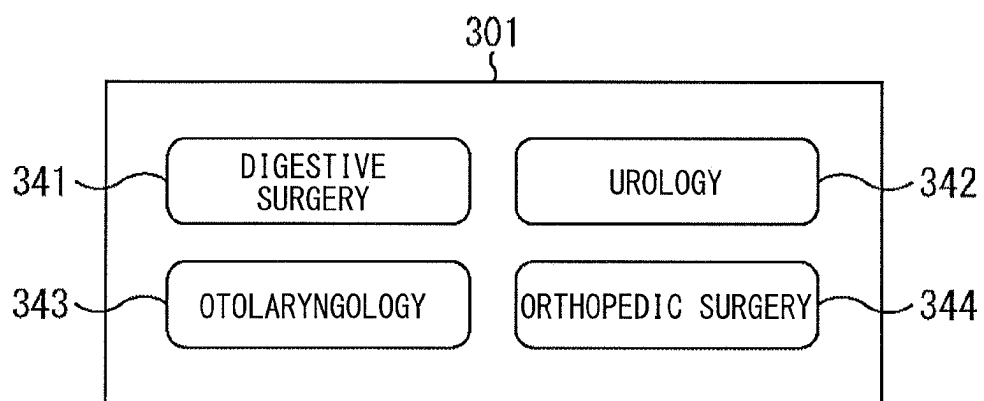 301
341
DIGESTIVE
SURGERY
UROLOGY
342
343
OTOLARYNGOLOGY
ORTHOPEDIC SURGERY
344